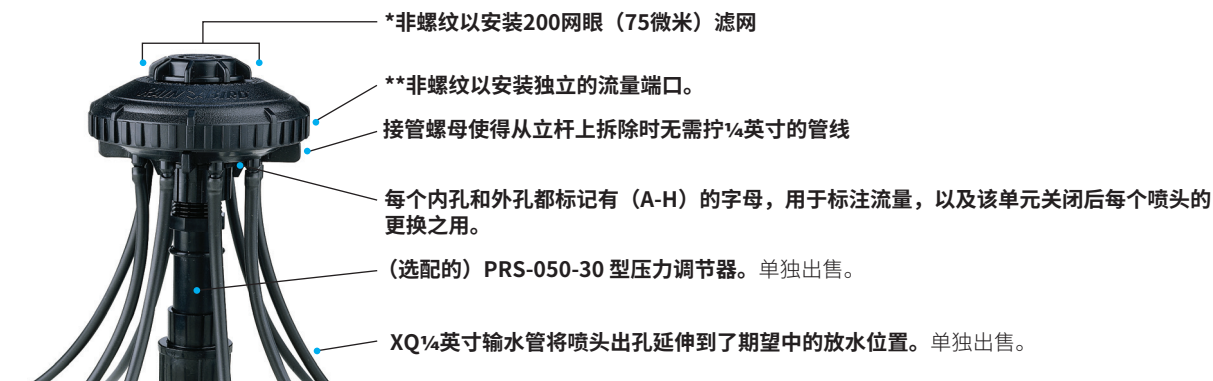 *非螺纹以安装200网眼（75微米）滤网
**非螺纹以安装独立的流量端口。
接管螺母使得从立杆上拆除时无需拧¼英寸的管线
每个内孔和外孔都标记有（A-H）的字母，用于标注流量，以及该单元关闭后每个喷头的
更换之用。
（选配的）PRS-050-30 型压力调节器。单独出售。
XQ¼英寸输水管将喷头出孔延伸到了期望中的放水位置。单独出售。
RAIN BIRD